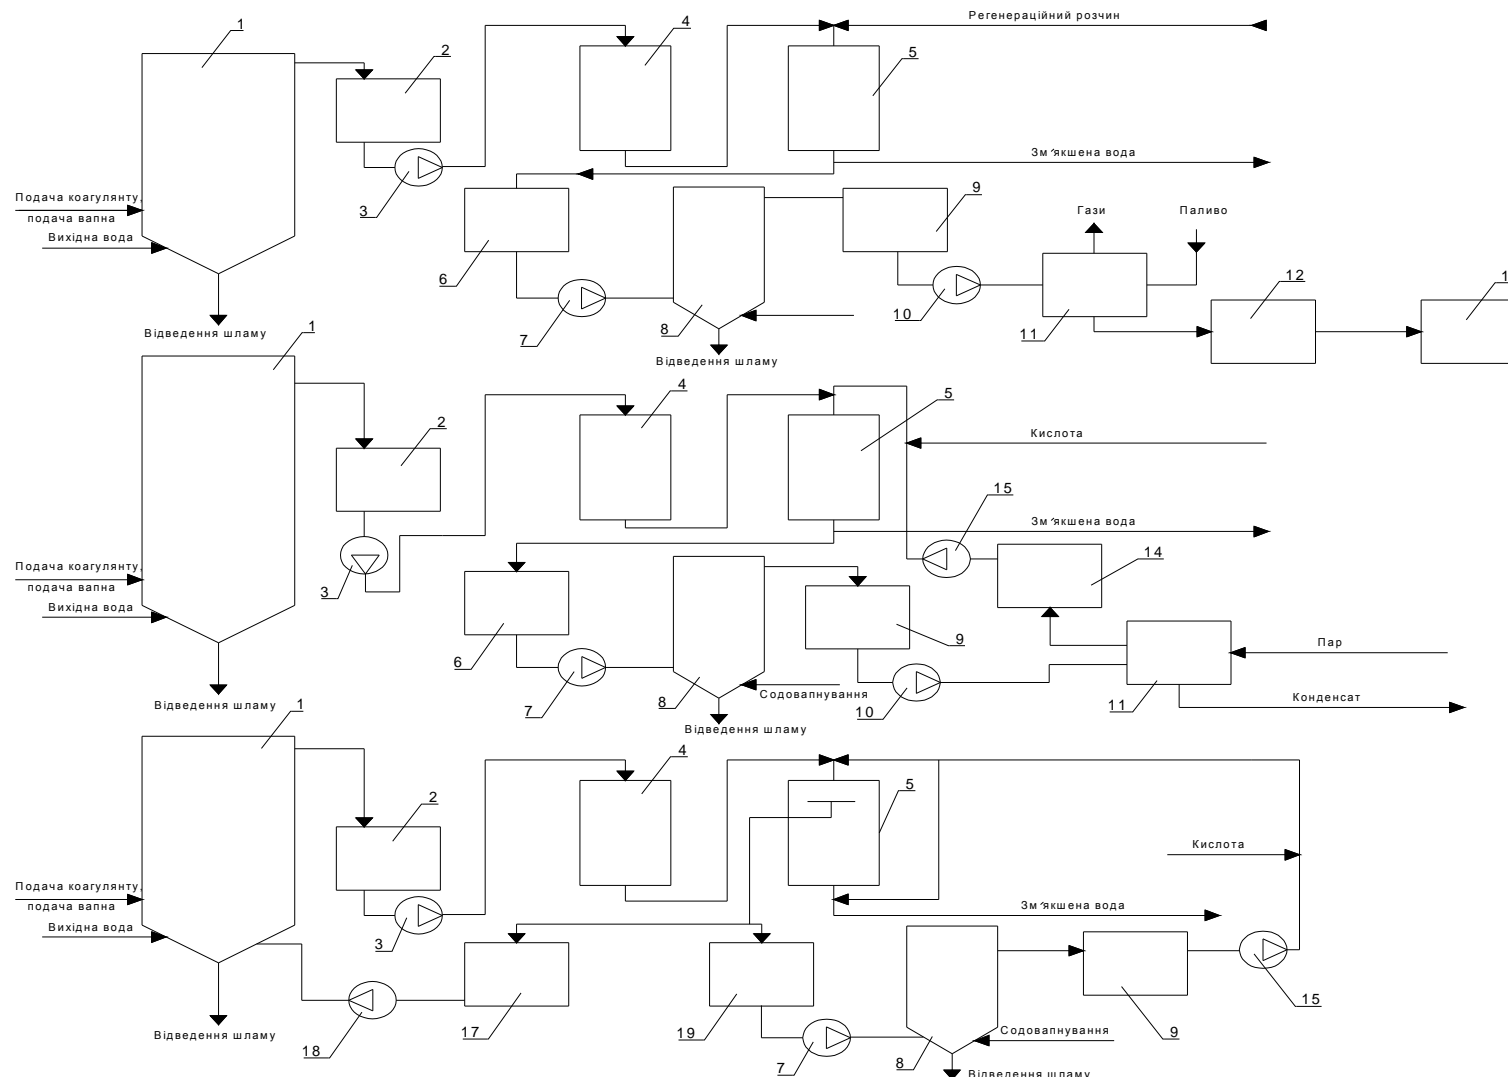 1
4
Регенераційний розчин
2
5
Зм'якшена вода
Подача коагулянту,
подача вапна
3
9
Гази
Паливо
Вихідна вода
6
12
1
10
7
8
11
Відведення шламу
Відведення шламу
1
4
5
2
Кислота
15
Зм'якшена вода
14
Подача коагулянту,
подача вапна
3
Вихідна вода
6
9
Пар
7
8
Содовапнування
10
11
Конденсат
Відведення шламу
1
Відведення шламу
4
2
5
Кислота
Подача коагулянту,
подача вапна
Зм'якшена вода
Вихідна вода
3
17
19
15
18
7
8
Содовапнування
9
Відведення шламу
Відведення шламу